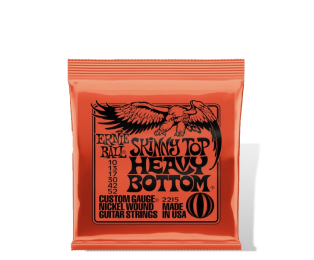 ERNIE
BALL
SKINNY TOP
HEAVY
BOTTOM
10
13
17
30
42
52
CUSTOM GAUGE
NICKEL WOUND
GUITAR STRINGS
2215
MADE
IN USA